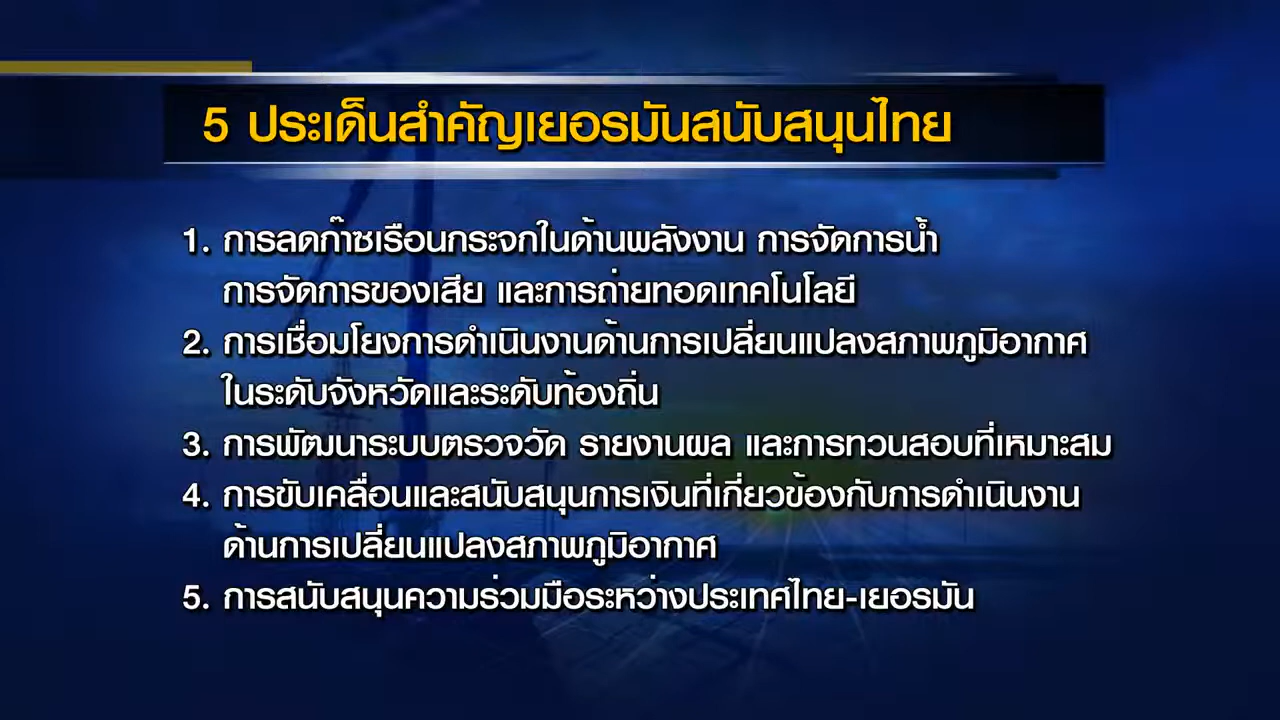 5 ประเด็นสำคัญเยอรมันสนับสนุนไทย
1. การลดก๊าซเรือนกระจกในด้านพลังงาน การจัดการน้ำ
การจัดการของเสีย และการถ่ายทอดเทคโนโลยี
2. การเชื่อมโยงการดำเนินงานด้านการเปลี่ยนแปลงสภาพภูมิอากาศ
ในระดับจังหวัดและระดับท้องถิ่น
3. การพัฒนาระบบตรวจวัด รายงานผล และการทวนสอบที่เหมาะสม
4. การขับเคลื่อนและสนับสนุนการเงินที่เกี่ยวข้องกับการดำเนินงาน
ด้านการเปลี่ยนแปลงสภาพภูมิอากาศ
5. การสนับสนุนความร่วมมือระหว่างประเทศไทย-เยอรมัน